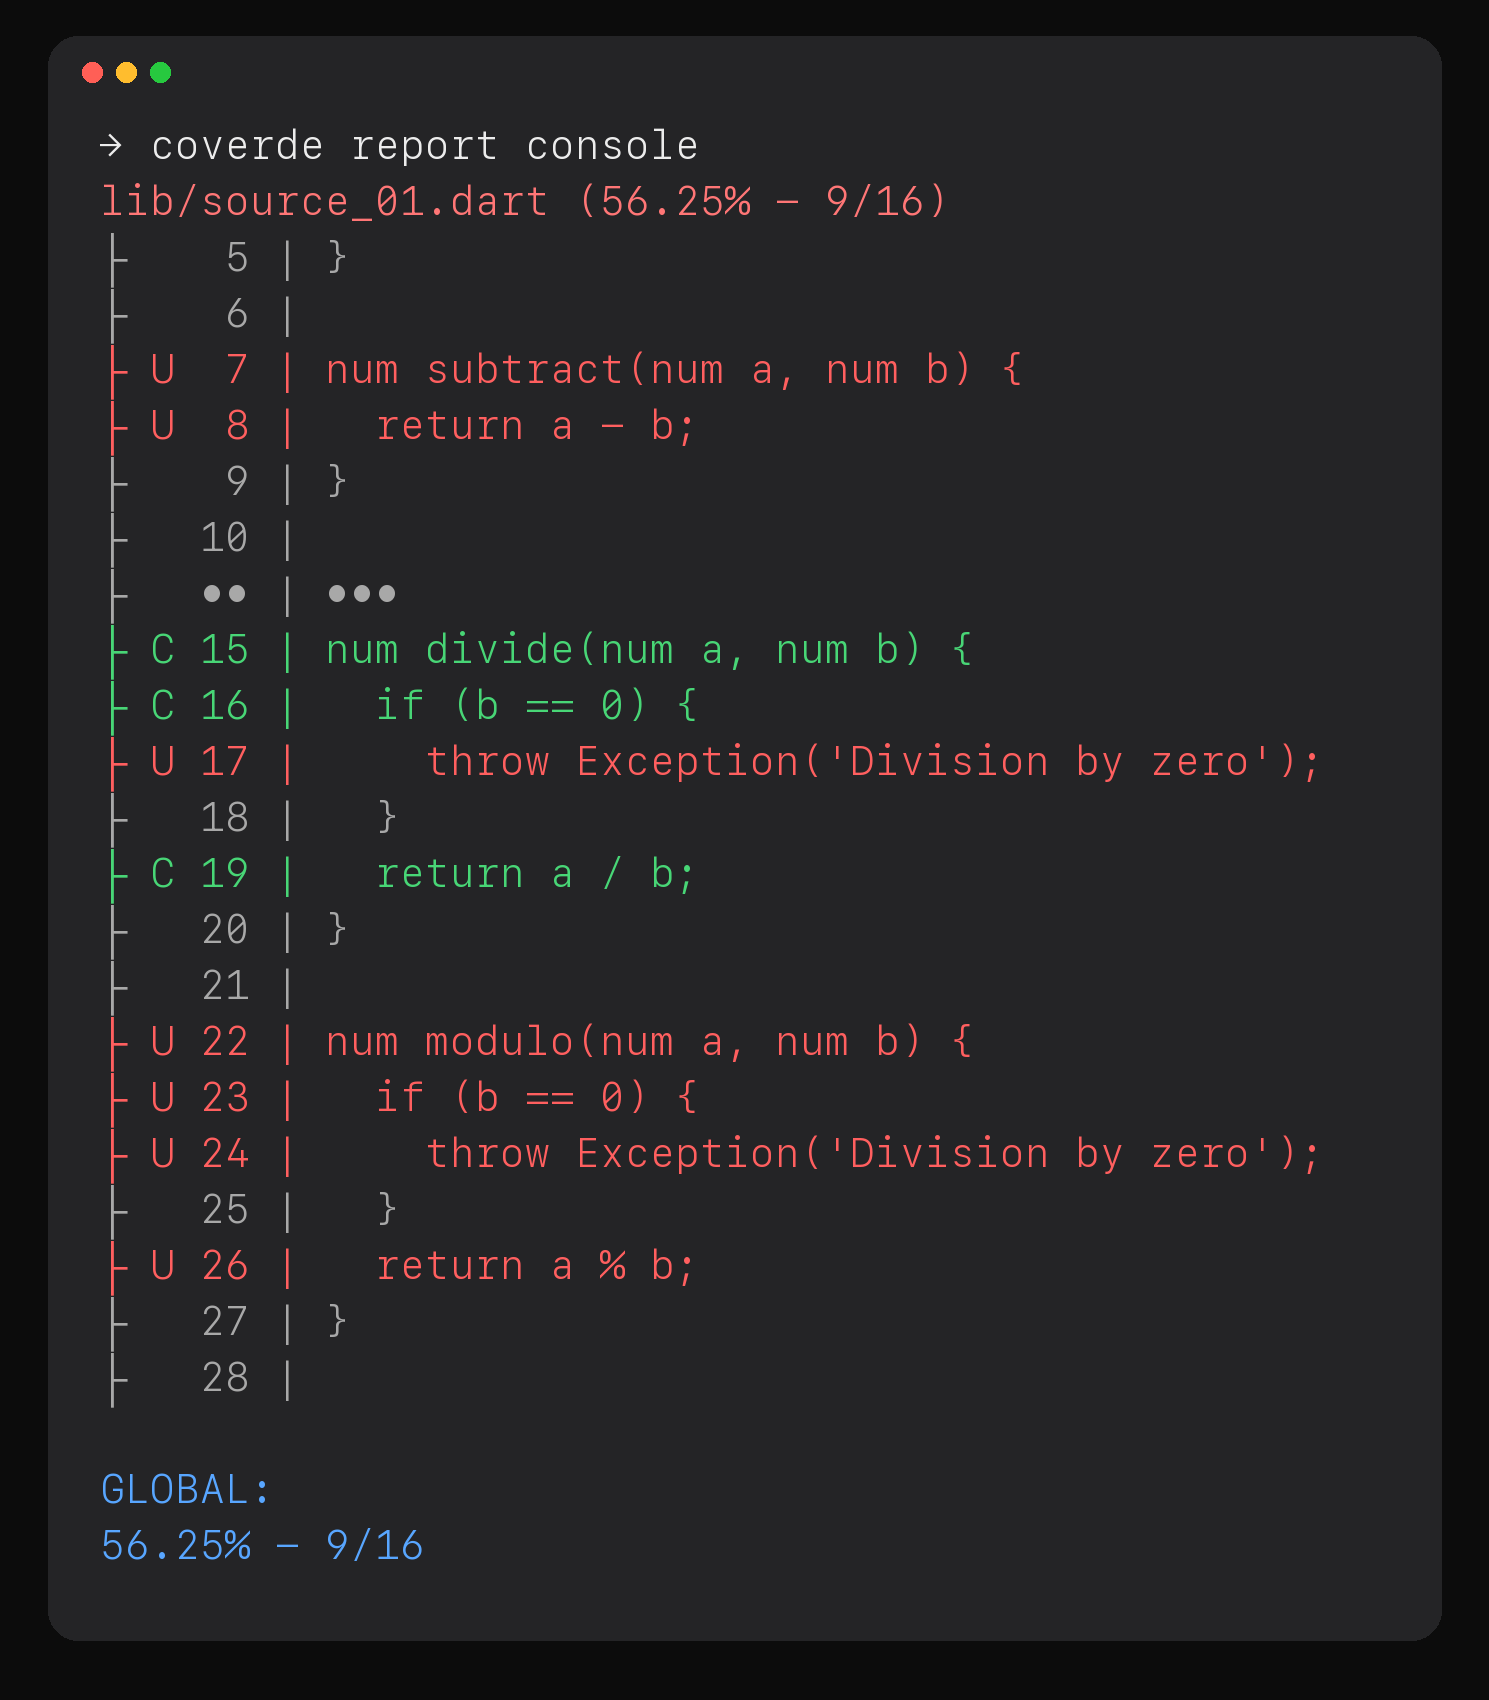 → coverde report console
lib/source_01.dart (56.25% - 9/16)
├    5 | }
├    6 |
├ U  7 | num subtract(num a, num b) {
├ U  8 |   return a - b;
├    9 | }
├   10 |
├   ●● | ●●●
├ C 15 | num divide(num a, num b) {
├ C 16 |   if (b == 0) {
├ U 17 |     throw Exception('Division by zero');
├   18 |   }
├ C 19 |   return a / b;
├   20 | }
├   21 |
├ U 22 | num modulo(num a, num b) {
├ U 23 |   if (b == 0) {
├ U 24 |     throw Exception('Division by zero');
├   25 |   }
├ U 26 |   return a % b;
├   27 | }
├   28 |
GLOBAL:
56.25% - 9/16